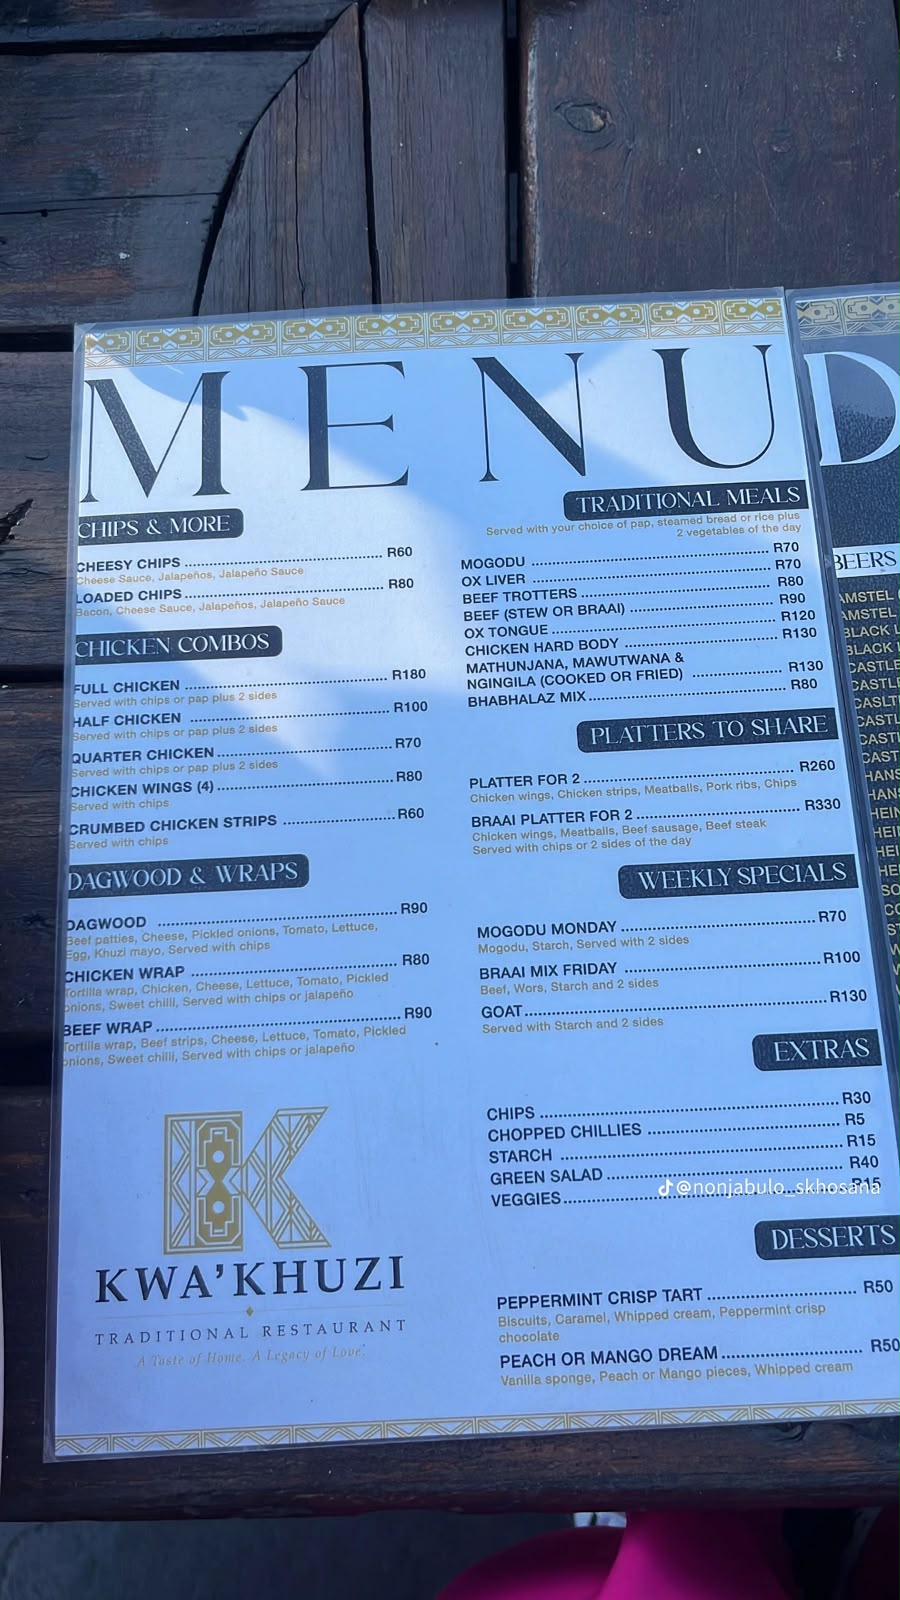 MENU
CHIPS & MORE
CHEESY CHIPS R60
Cheese Sauce, Jalapeños, Jalapeño Sauce
LOADED CHIPS R80
Bacon, Cheese Sauce, Jalapeños, Jalapeño Sauce
CHICKEN COMBOS
FULL CHICKEN R180
Served with chips or pap plus 2 sides
HALF CHICKEN R100
Served with chips or pap plus 2 sides
QUARTER CHICKEN R70
Served with chips or pap plus 2 sides
CHICKEN WINGS (4) R80
Served with chips
CRUMBED CHICKEN STRIPS R60
Served with chips
DAGWOOD & WRAPS
DAGWOOD R90
Beef patties, Cheese, Pickled onions, Tomato, Lettuce,
Egg, Khuzi mayo, Served with chips
CHICKEN WRAP R80
Tortilla wrap, Chicken, Cheese, Lettuce, Tomato, Pickled
onions, Sweet chilli, Served with chips or jalapeño
BEEF WRAP R90
Tortilla wrap, Beef strips, Cheese, Lettuce, Tomato, Pickled
onions, Sweet chilli, Served with chips or jalapeño
KWA'KHUZI
TRADITIONAL RESTAURANT
A Taste of Home. A Legacy of Love.
TRADITIONAL MEALS
Served with your choice of pap, steamed bread or rice plus
2 vegetables of the day
MOGODU R70
OX LIVER R70
BEEF TROTTERS R80
BEEF (STEW OR BRAAI) R90
OX TONGUE R120
CHICKEN HARD BODY R130
MATHUNJANA, MAWUTWANA &
NGINGILA (COOKED OR FRIED) R130
BHABHALAZ MIX R80
PLATTERS TO SHARE
PLATTER FOR 2 R260
Chicken wings, Chicken strips, Meatballs, Pork ribs, Chips
BRAAI PLATTER FOR 2 R330
Chicken wings, Meatballs, Beef sausage, Beef steak
Served with chips or 2 sides of the day
WEEKLY SPECIALS
MOGODU MONDAY R70
Mogodu, Starch, Served with 2 sides
BRAAI MIX FRIDAY R100
Beef, Wors, Starch and 2 sides
GOAT R130
Served with Starch and 2 sides
EXTRAS
CHIPS R30
CHOPPED CHILLIES R5
STARCH R15
GREEN SALAD R40
VEGGIES R15
@nonjabulo_skhosana
DESSERTS
PEPPERMINT CRISP TART R50
Biscuits, Caramel, Whipped cream, Peppermint crisp
chocolate
PEACH OR MANGO DREAM R50
Vanilla sponge, Peach or Mango pieces, Whipped cream
D
BEERS
AMSTEL
AMSTEL
BLACK L
BLACK L
CASTLE